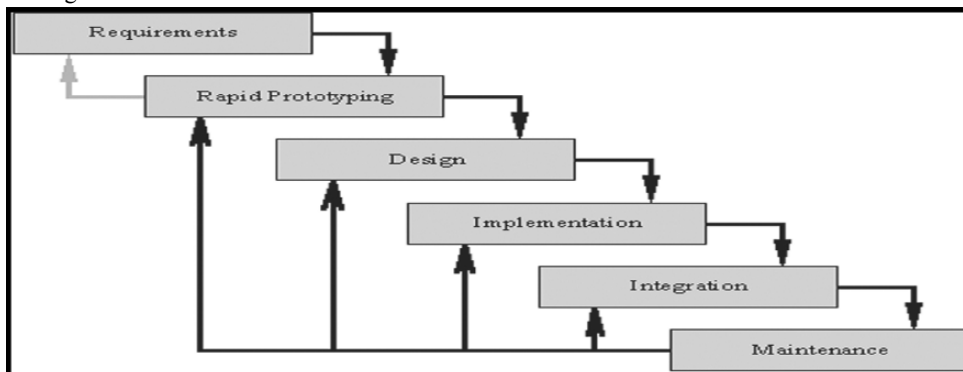 Requirements
Rapid Prototyping
Design
Implementation
Integration
Maintenance